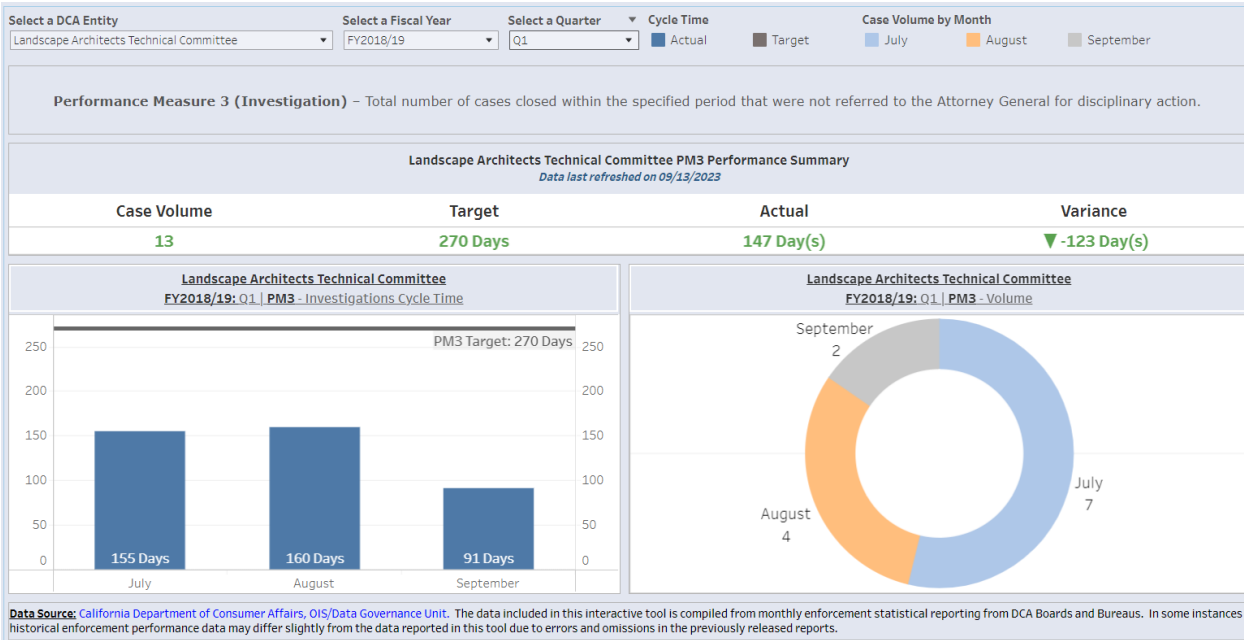 Select a DCA Entity
Select a Fiscal Year
Select a Quarter
Cycle Time
Case Volume by Month
Landscape Architects Technical Committee
FY2018/19
Q1
Actual
Target
July
August
September
Performance Measure 3 (Investigation) – Total number of cases closed within the specified period that were not referred to the Attorney General for disciplinary action.
Landscape Architects Technical Committee PM3 Performance Summary
Data last refreshed on 09/13/2023
Case Volume
Target
Actual
Variance
13
270 Days
147 Day(s)
▼ -123 Day(s)
Landscape Architects Technical Committee
FY2018/19: Q1 | PM3 - Investigations Cycle Time
PM3 Target: 270 Days
250
200
150
100
50
0
250
200
150
100
50
0
155 Days
160 Days
91 Days
July
August
September
Landscape Architects Technical Committee
FY2018/19: Q1 | PM3 - Volume
September
2
July
7
August
4
Data Source: California Department of Consumer Affairs, OIS/Data Governance Unit. The data included in this interactive tool is compiled from monthly enforcement statistical reporting from DCA Boards and Bureaus. In some instances
historical enforcement performance data may differ slightly from the data reported in this tool due to errors and omissions in the previously released reports.